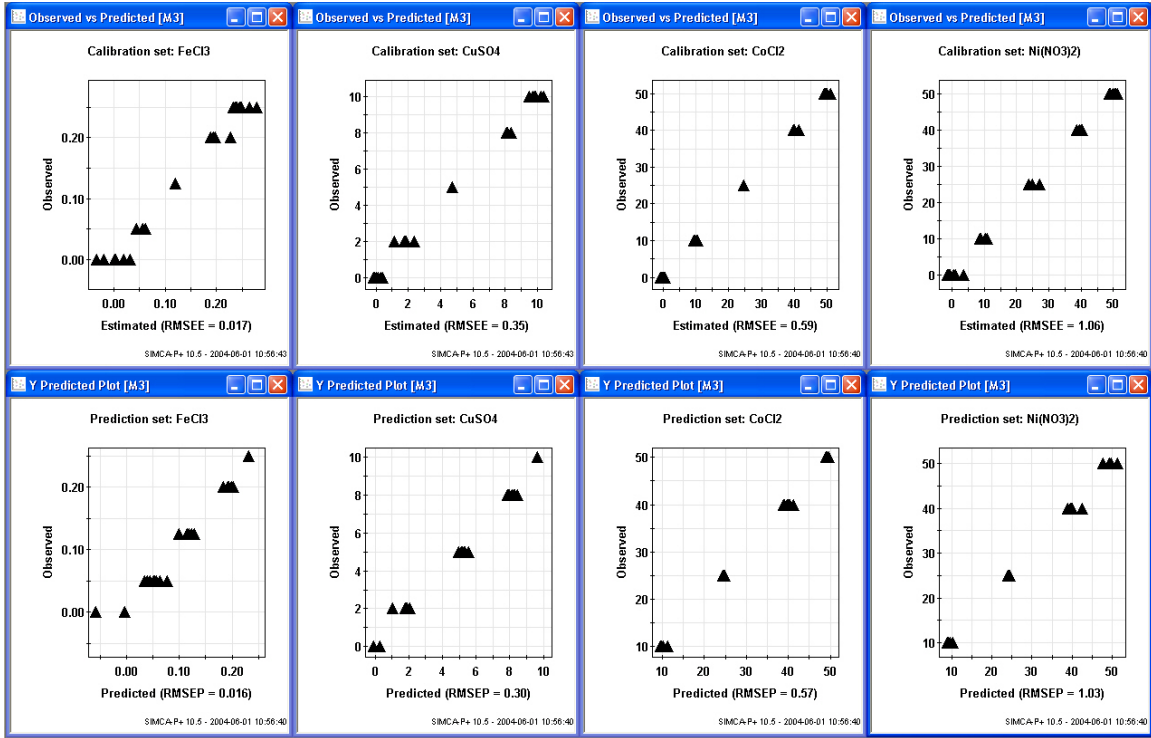 Observed vs Predicted [M3]
Calibration set: FeCl3
Observed
0.20
0.10
0.00
0.00 0.10 0.20
Estimated (RMSEE = 0.017)
SIMCA-P+ 10.5 - 2004-06-01 10:56:43
Observed vs Predicted [M3]
Calibration set: CuSO4
Observed
10
8
6
4
2
0
0 2 4 6 8 10
Estimated (RMSEE = 0.35)
SIMCA-P+ 10.5 - 2004-06-01 10:56:43
Observed vs Predicted [M3]
Calibration set: CoCl2
Observed
50
40
30
20
10
0
0 10 20 30 40 50
Estimated (RMSEE = 0.59)
SIMCA-P+ 10.5 - 2004-06-01 10:56:40
Observed vs Predicted [M3]
Calibration set: Ni(NO3)2
Observed
50
40
30
20
10
0
0 10 20 30 40 50
Estimated (RMSEE = 1.06)
SIMCA-P+ 10.5 - 2004-06-01 10:56:40
Y Predicted Plot [M3]
Prediction set: FeCl3
Observed
0.20
0.10
0.00
0.00 0.10 0.20
Predicted (RMSEP = 0.016)
SIMCA-P+ 10.5 - 2004-06-01 10:56:40
Y Predicted Plot [M3]
Prediction set: CuSO4
Observed
10
8
6
4
2
0
0 2 4 6 8 10
Predicted (RMSEP = 0.30)
SIMCA-P+ 10.5 - 2004-06-01 10:56:40
Y Predicted Plot [M3]
Prediction set: CoCl2
Observed
50
40
30
20
10
10 20 30 40 50
Predicted (RMSEP = 0.57)
SIMCA-P+ 10.5 - 2004-06-01 10:56:40
Y Predicted Plot [M3]
Prediction set: Ni(NO3)2
Observed
50
40
30
20
10
10 20 30 40 50
Predicted (RMSEP = 1.03)
SIMCA-P+ 10.5 - 2004-06-01 10:56:40